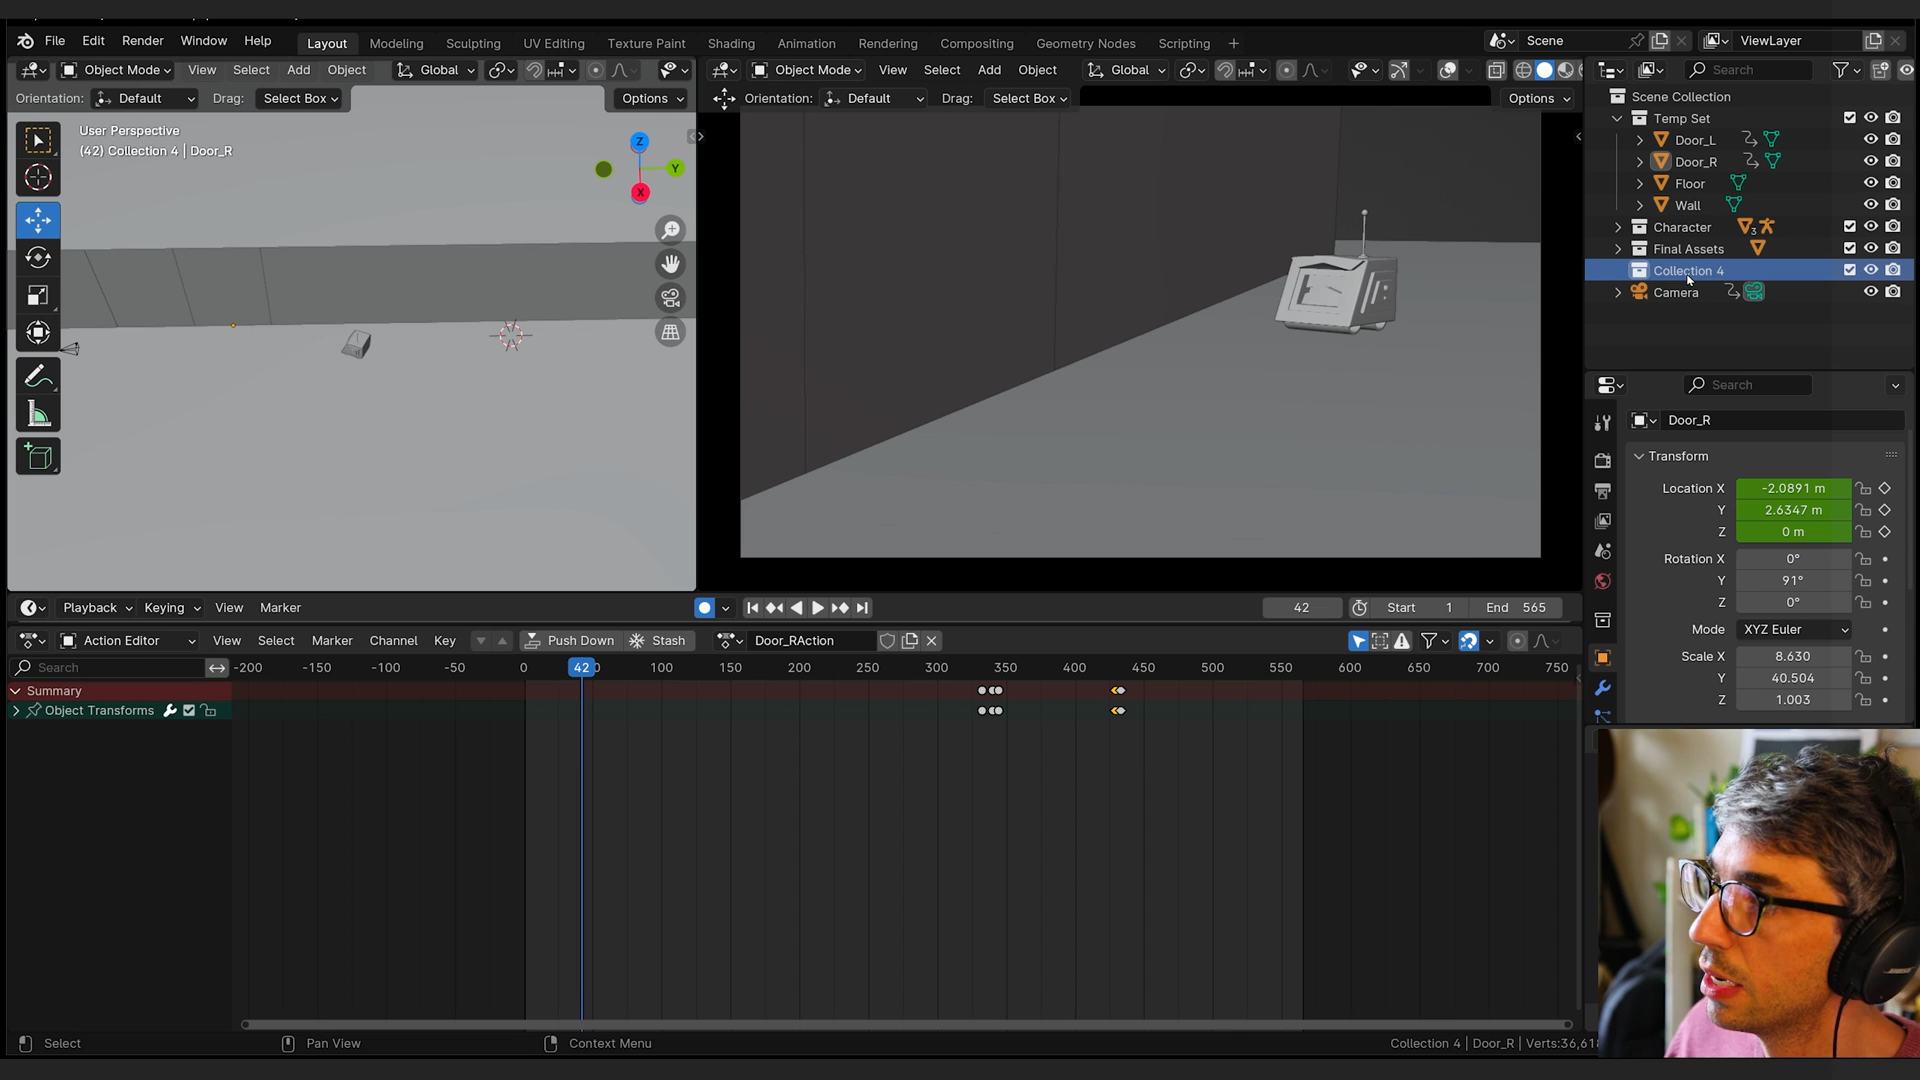 File Edit Render Window Help Layout Modeling Sculpting UV Editing Texture Paint Shading Animation Rendering Compositing Geometry Nodes Scripting + Scene ViewLayer
Object Mode View Select Add Object Global Object Mode View Select Add Object Global Search
Orientation: Default Drag: Select Box Options Orientation: Default Drag: Select Box Options
Scene Collection
Temp Set
Door_L
Door_R
Floor
Wall
Character 3
Final Assets
Collection 4
Camera
User Perspective
(42) Collection 4 | Door_R
Z
Y
X
Search
Door_R
Transform
Location X -2.0891 m
Y 2.6347 m
Z 0 m
Rotation X 0°
Y 91°
Z 0°
Mode XYZ Euler
Scale X 8.630
Y 40.504
Z 1.003
Playback Keying View Marker 42 Start 1 End 565
Action Editor View Select Marker Channel Key Push Down Stash Door_RAction
Search -200 -150 -100 -50 0 42 100 150 200 250 300 350 400 450 500 550 600 650 700 750
Summary
Object Transforms
Select Pan View Context Menu Collection 4 | Door_R | Verts:36,61
BOSE